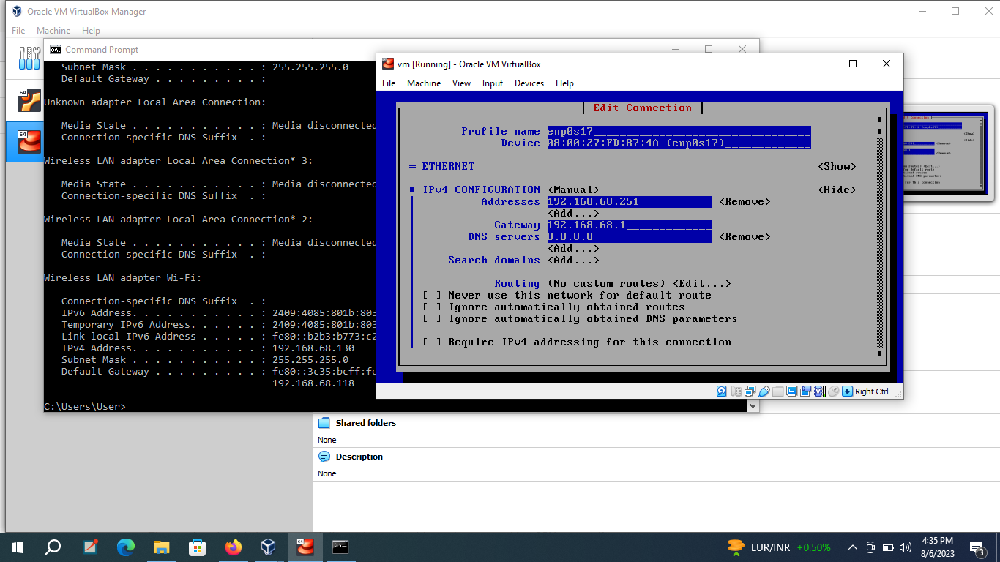 Oracle VM VirtualBox Manager
File Machine Help
Command Prompt
Subnet Mask . . . . . . . . . . . : 255.255.255.0
Default Gateway . . . . . . . . . :
Unknown adapter Local Area Connection:
Media State . . . . . . . . . . . : Media disconnected
Connection-specific DNS Suffix . :
Wireless LAN adapter Local Area Connection* 3:
Media State . . . . . . . . . . . : Media disconnected
Connection-specific DNS Suffix . :
Wireless LAN adapter Local Area Connection* 2:
Media State . . . . . . . . . . . : Media disconnected
Connection-specific DNS Suffix . :
Wireless LAN adapter Wi-Fi:
Connection-specific DNS Suffix . :
IPv6 Address. . . . . . . . . . . : 2409:4085:801b:803
Temporary IPv6 Address. . . . . . : 2409:4085:801b:803
Link-local IPv6 Address . . . . . : fe80::b2b3:b773:c2
IPv4 Address. . . . . . . . . . . : 192.168.68.130
Subnet Mask . . . . . . . . . . . : 255.255.255.0
Default Gateway . . . . . . . . . : fe80::3c35:bcff:fe
192.168.68.118
C:\Users\User>
vm [Running] - Oracle VM VirtualBox
File Machine View Input Devices Help
Edit Connection
Profile name enp0s17
Device 08:00:27:FD:87:4A (enp0s17)
= ETHERNET <Show>
IPv4 CONFIGURATION <Manual> <Hide>
Addresses 192.168.68.251 <Remove>
<Add...>
Gateway 192.168.68.1
DNS servers 8.8.8.8 <Remove>
<Add...>
Search domains <Add...>
Routing (No custom routes) <Edit...>
[ ] Never use this network for default route
[ ] Ignore automatically obtained routes
[ ] Ignore automatically obtained DNS parameters
[ ] Require IPv4 addressing for this connection
Right Ctrl
64
64
Shared folders
None
Description
None
EUR/INR +0.50%
4:35 PM
8/6/2023
3